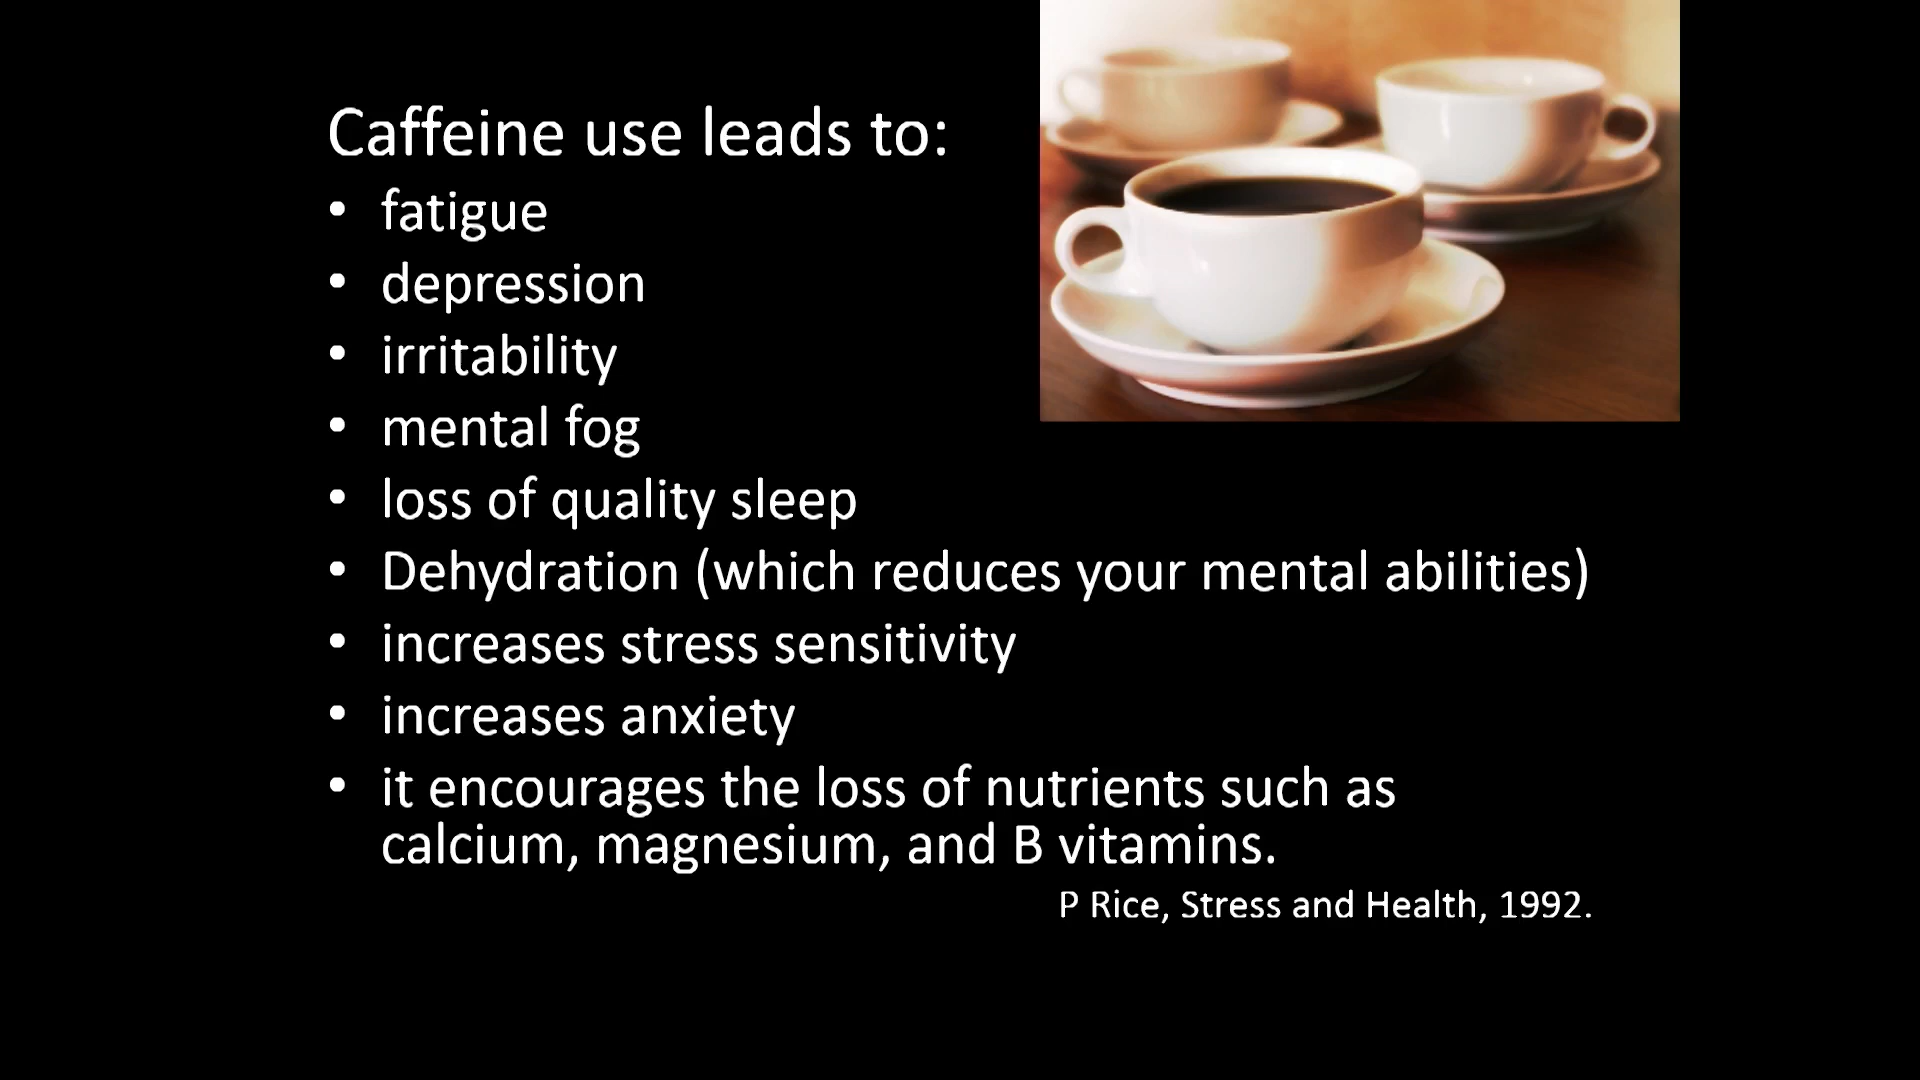 Caffeine use leads to:
• fatigue
• depression
• irritability
• mental fog
• loss of quality sleep
• Dehydration (which reduces your mental abilities)
• increases stress sensitivity
• increases anxiety
• it encourages the loss of nutrients such as
calcium, magnesium, and B vitamins.
P Rice, Stress and Health, 1992.